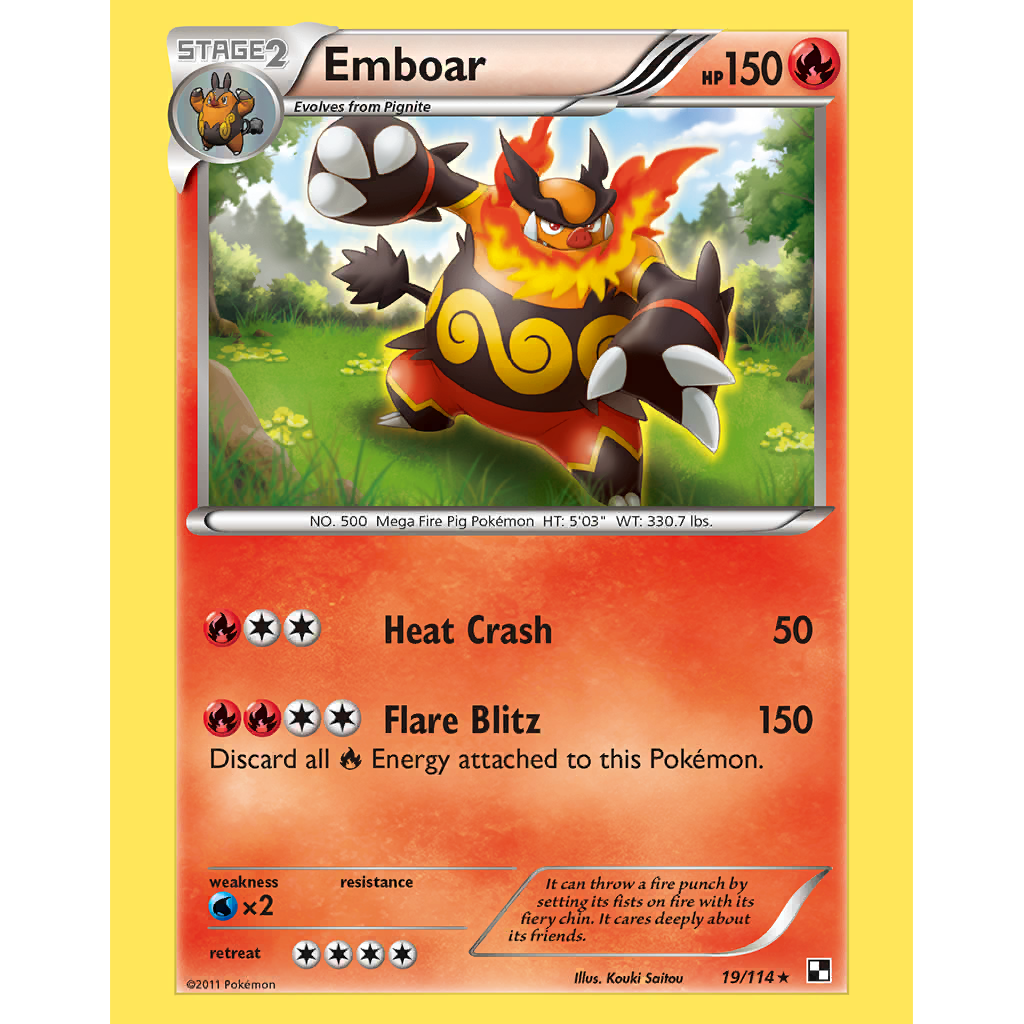 STAGE2
Emboar
HP150
Evolves from Pignite
NO. 500 Mega Fire Pig Pokémon HT: 5'03" WT: 330.7 lbs.
Heat Crash 50
Flare Blitz 150
Discard all Energy attached to this Pokémon.
weakness resistance
×2
retreat
It can throw a fire punch by
setting its fists on fire with its
fiery chin. It cares deeply about
its friends.
Illus. Kouki Saitou 19/114 ★
©2011 Pokémon